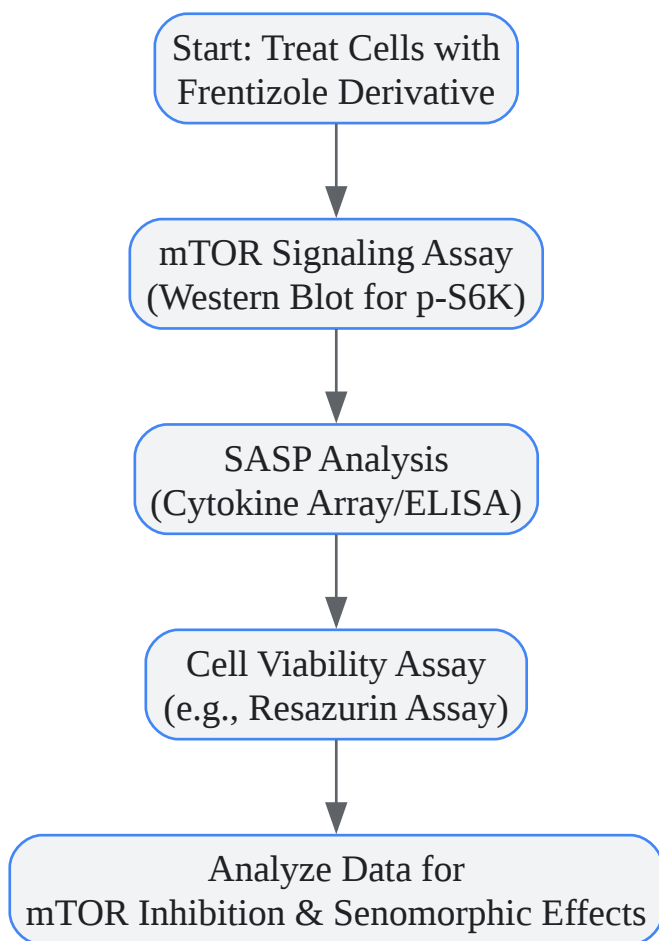 Start: Treat Cells with
Frentizole Derivative
mTOR Signaling Assay
(Western Blot for p-S6K)
SASP Analysis
(Cytokine Array/ELISA)
Cell Viability Assay
(e.g., Resazurin Assay)
Analyze Data for
mTOR Inhibition & Senomorphic Effects